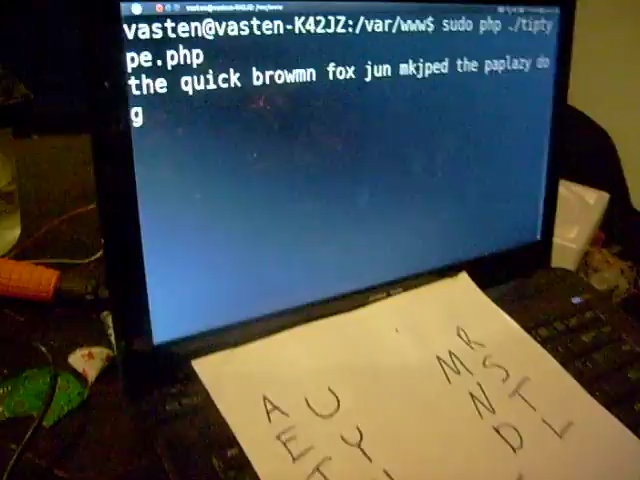 vasten@vasten-K42JZ:/var/www$ sudo php ./tipty
pe.php
the quick browmn fox jun mkjped the paplazy do
g
A U
E Y
I
M R
N S
D T
L